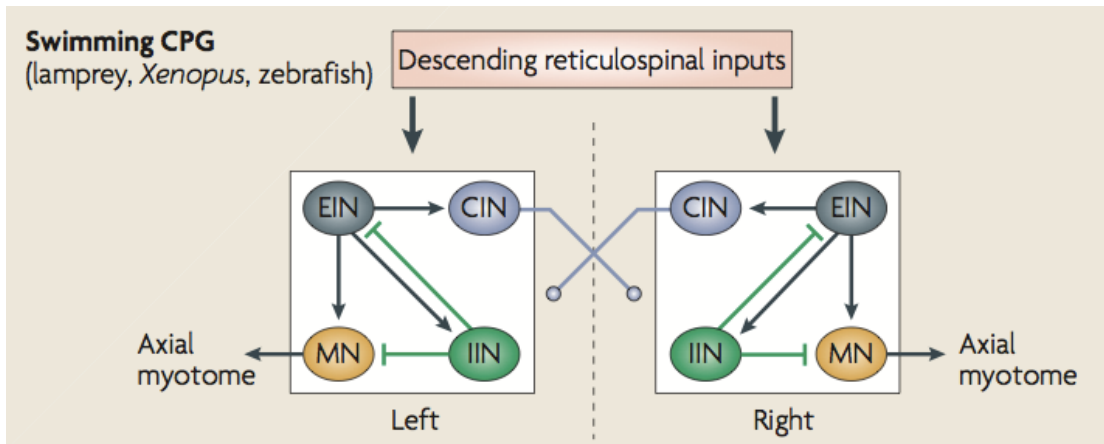 Swimming CPG
(lamprey, Xenopus, zebrafish)
Descending reticulospinal inputs
EIN
CIN
CIN
EIN
MN
IIN
IIN
MN
Axial
myotome
Axial
myotome
Left
Right